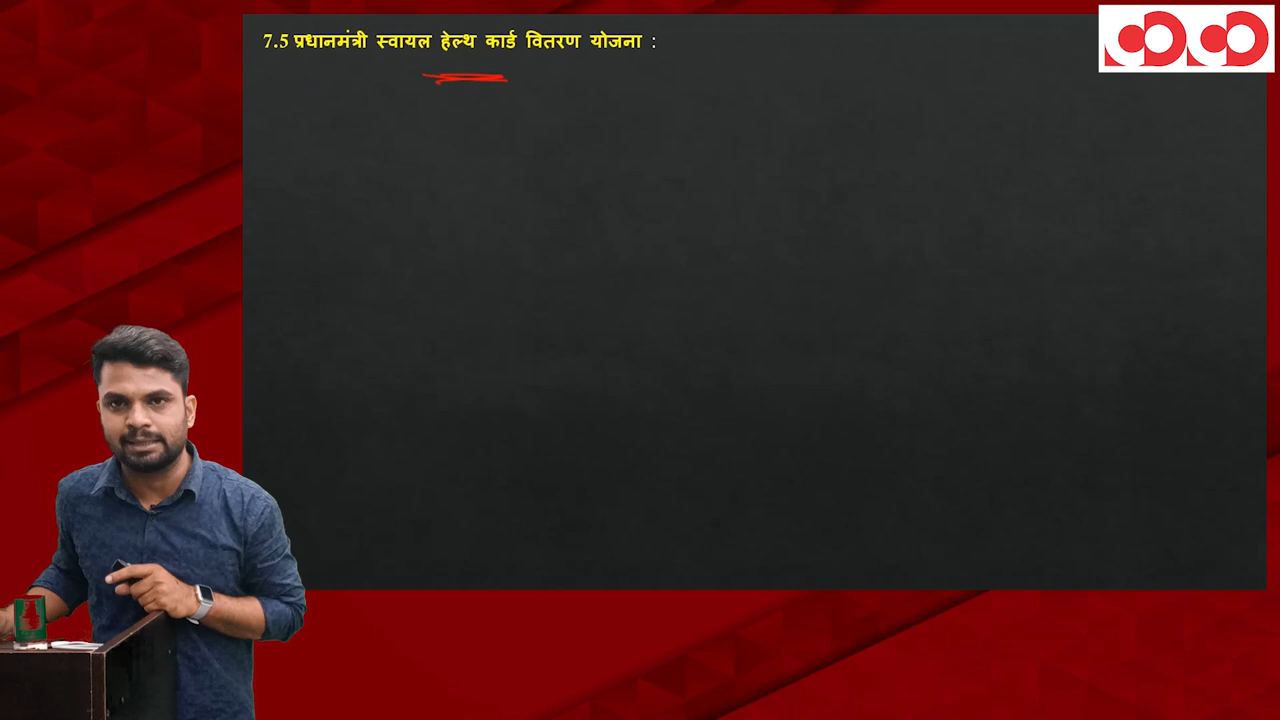 7.5 प्रधानमंत्री स्वायल हेल्थ कार्ड वितरण योजना :